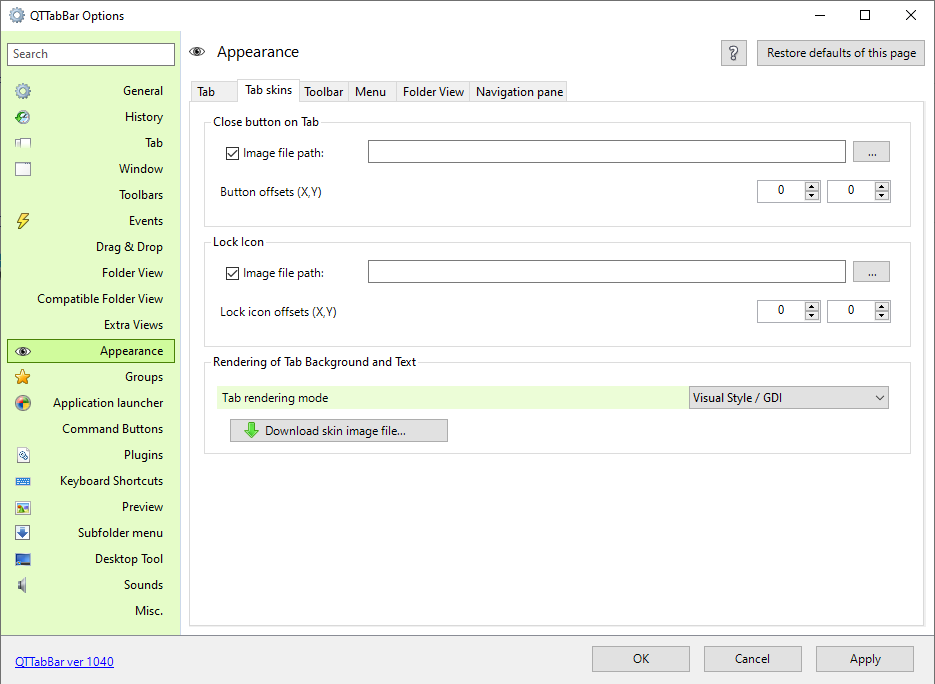 QTTabBar Options
Search
General
History
Tab
Window
Toolbars
Events
Drag & Drop
Folder View
Compatible Folder View
Extra Views
Appearance
Groups
Application launcher
Command Buttons
Plugins
Keyboard Shortcuts
Preview
Subfolder menu
Desktop Tool
Sounds
Misc.
QTTabBar ver 1040
Appearance
? Restore defaults of this page
Tab Tab skins Toolbar Menu Folder View Navigation pane
Close button on Tab
Image file path: ...
Button offsets (X,Y) 0 0
Lock Icon
Image file path: ...
Lock icon offsets (X,Y) 0 0
Rendering of Tab Background and Text
Tab rendering mode Visual Style / GDI
Download skin image file...
OK Cancel Apply